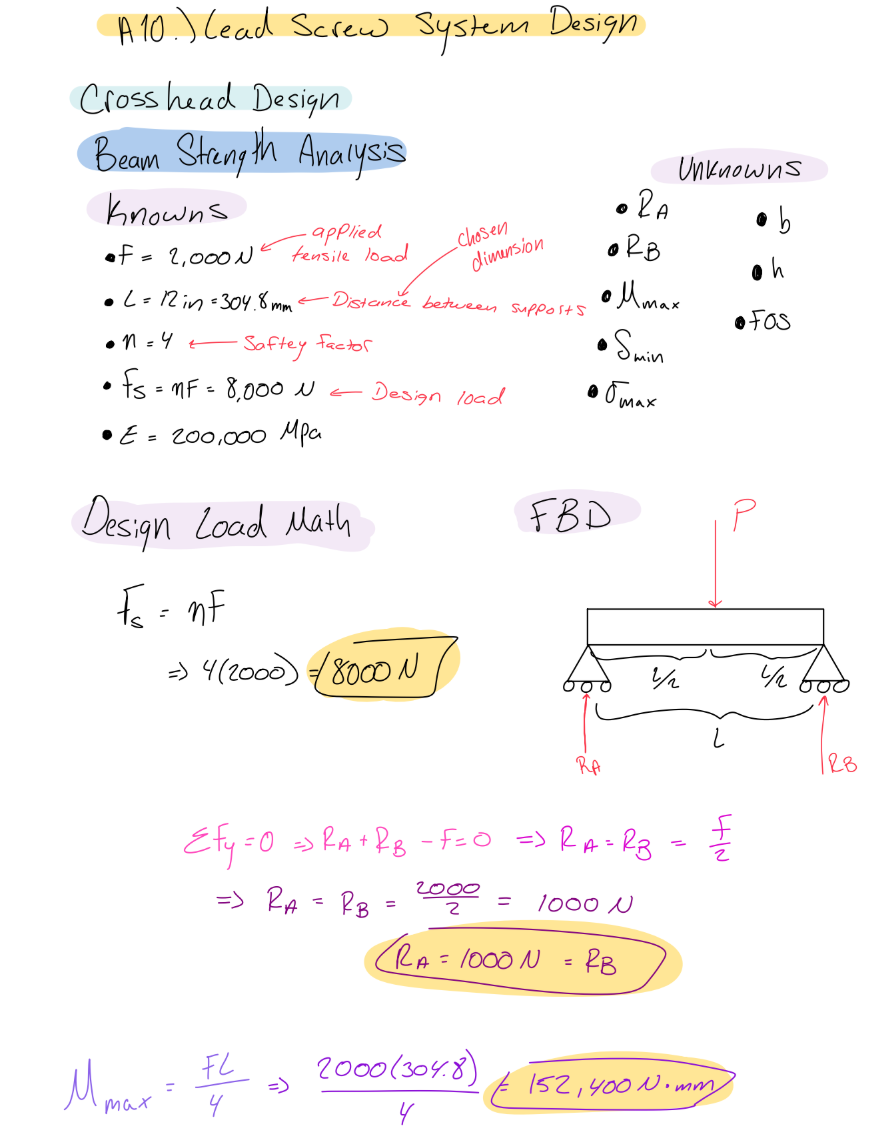 A10.) Lead Screw System Design
Crosshead Design
Beam Strength Analysis
Unknowns
Knowns
• RA
• b
• F = 2,000 N ← applied tensile load
chosen dimension
• RB
• h
• L = 12 in = 304.8 mm ← Distance between supports
• Mmax
• FOS
• n = 4 ← Saftey factor
• Smin
• fs = nF = 8,000 N ← Design load
• σmax
• E = 200,000 Mpa
Design Load Math
FBD
P
Fs = nF
=> 4(2000) = 8000 N
L/2
L/2
L
RA
RB
Σfy = 0 => RA + RB - F = 0 => RA = RB = F/2
=> RA = RB = 2000/2 = 1000 N
RA = 1000 N = RB
Mmax = FL/4 => 2000(304.8)/4 = 152,400 N·mm